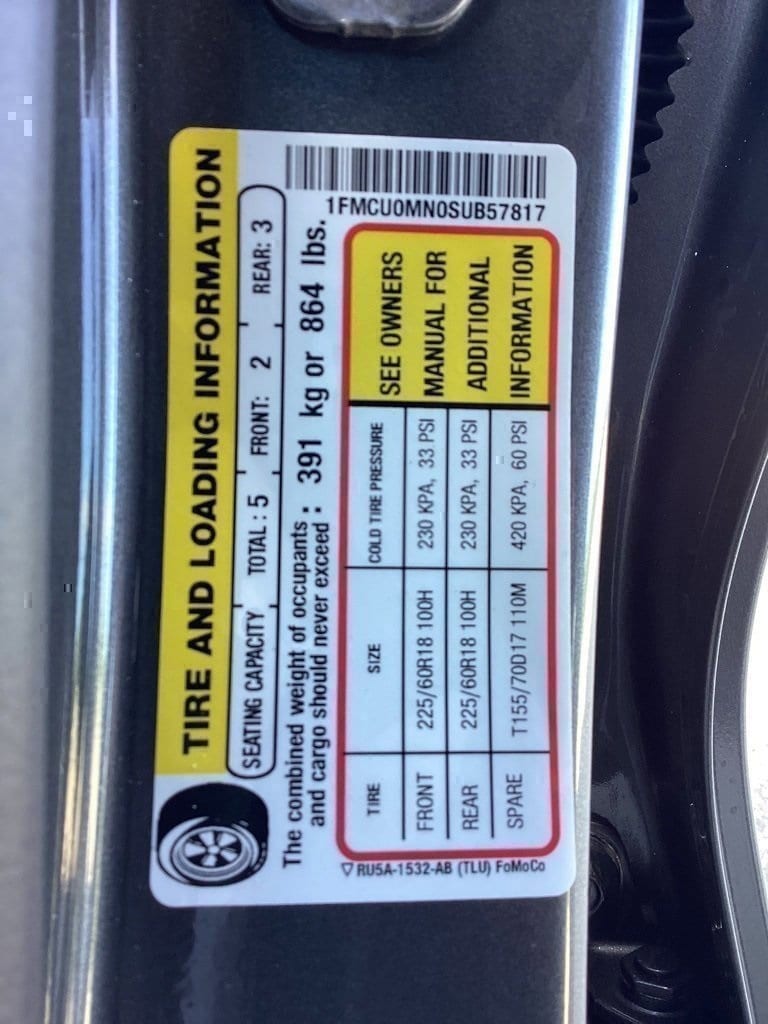 TIRE AND LOADING INFORMATION
SEATING CAPACITY TOTAL : 5 FRONT: 2 REAR: 3
The combined weight of occupants and cargo should never exceed : 391 kg or 864 lbs.
1FMCU0MN0SUB57817
TIRE SIZE COLD TIRE PRESSURE
FRONT 225/60R18 100H 230 KPA, 33 PSI
REAR 225/60R18 100H 230 KPA, 33 PSI
SPARE T155/70D17 110M 420 KPA, 60 PSI
SEE OWNERS
MANUAL FOR
ADDITIONAL
INFORMATION
RU5A-1532-AB (TLU) FoMoCo